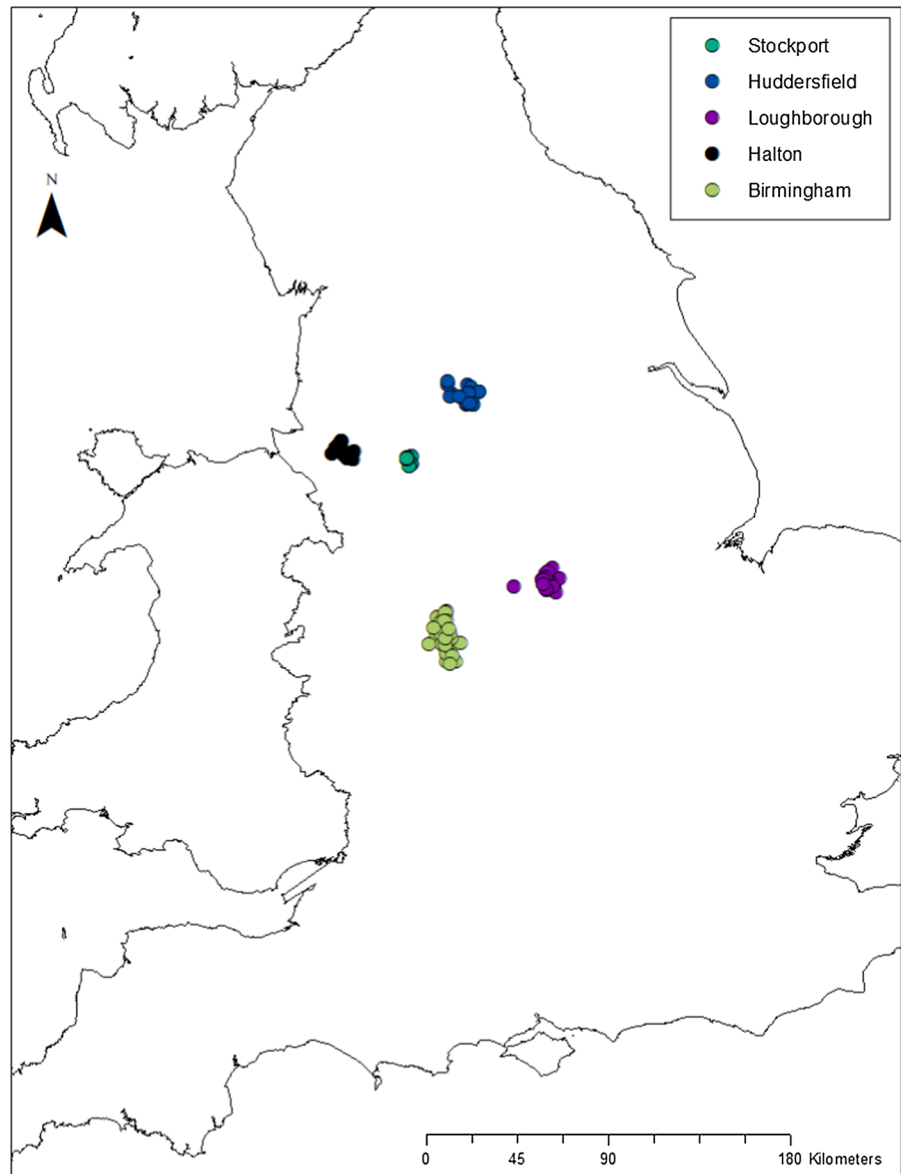 Stockport
Huddersfield
Loughborough
Halton
Birmingham
N
0 45 90 180 Kilometers